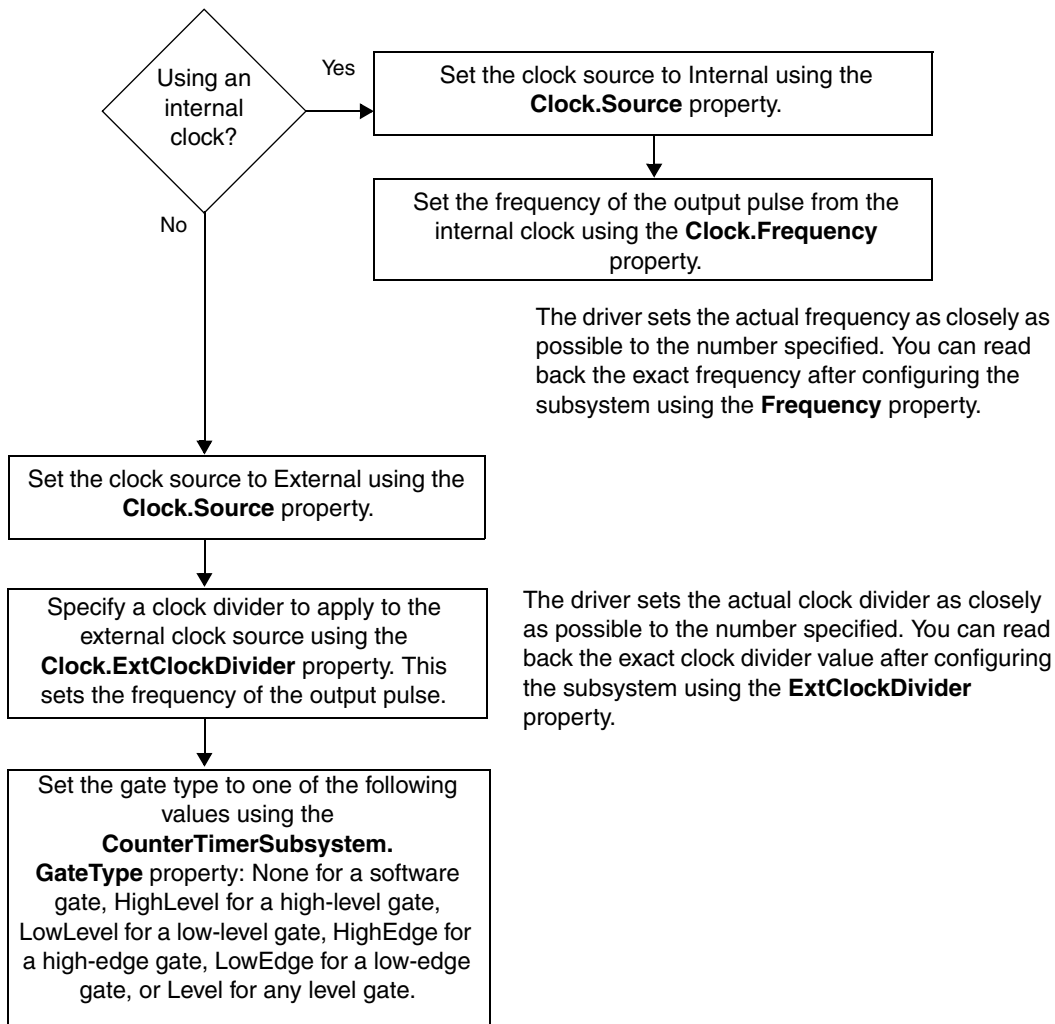 Using an
internal
clock?
Yes
Set the clock source to Internal using the
Clock.Source property.
Set the frequency of the output pulse from the
internal clock using the Clock.Frequency
property.
No
The driver sets the actual frequency as closely as
possible to the number specified. You can read
back the exact frequency after configuring the
subsystem using the Frequency property.
Set the clock source to External using the
Clock.Source property.
Specify a clock divider to apply to the
external clock source using the
Clock.ExtClockDivider property. This
sets the frequency of the output pulse.
The driver sets the actual clock divider as closely
as possible to the number specified. You can read
back the exact clock divider value after configuring
the subsystem using the ExtClockDivider
property.
Set the gate type to one of the following
values using the
CounterTimerSubsystem.
GateType property: None for a software
gate, HighLevel for a high-level gate,
LowLevel for a low-level gate, HighEdge for
a high-edge gate, LowEdge for a low-edge
gate, or Level for any level gate.